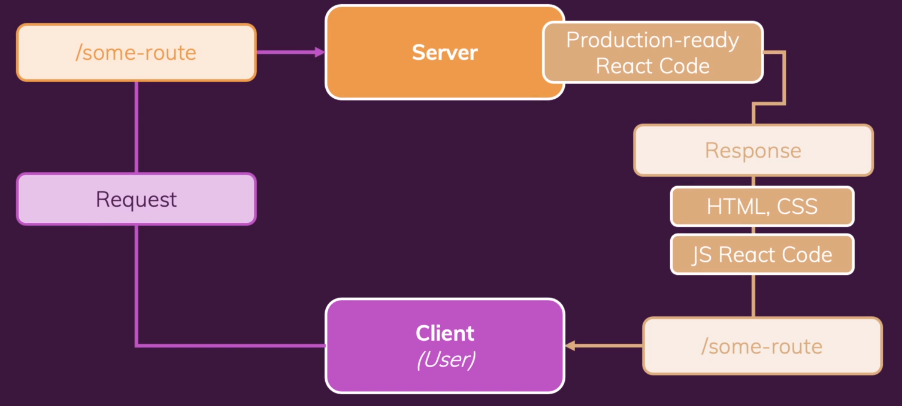 /some-route
Server
Production-ready
React Code
Response
Request
HTML, CSS
JS React Code
Client
(User)
/some-route